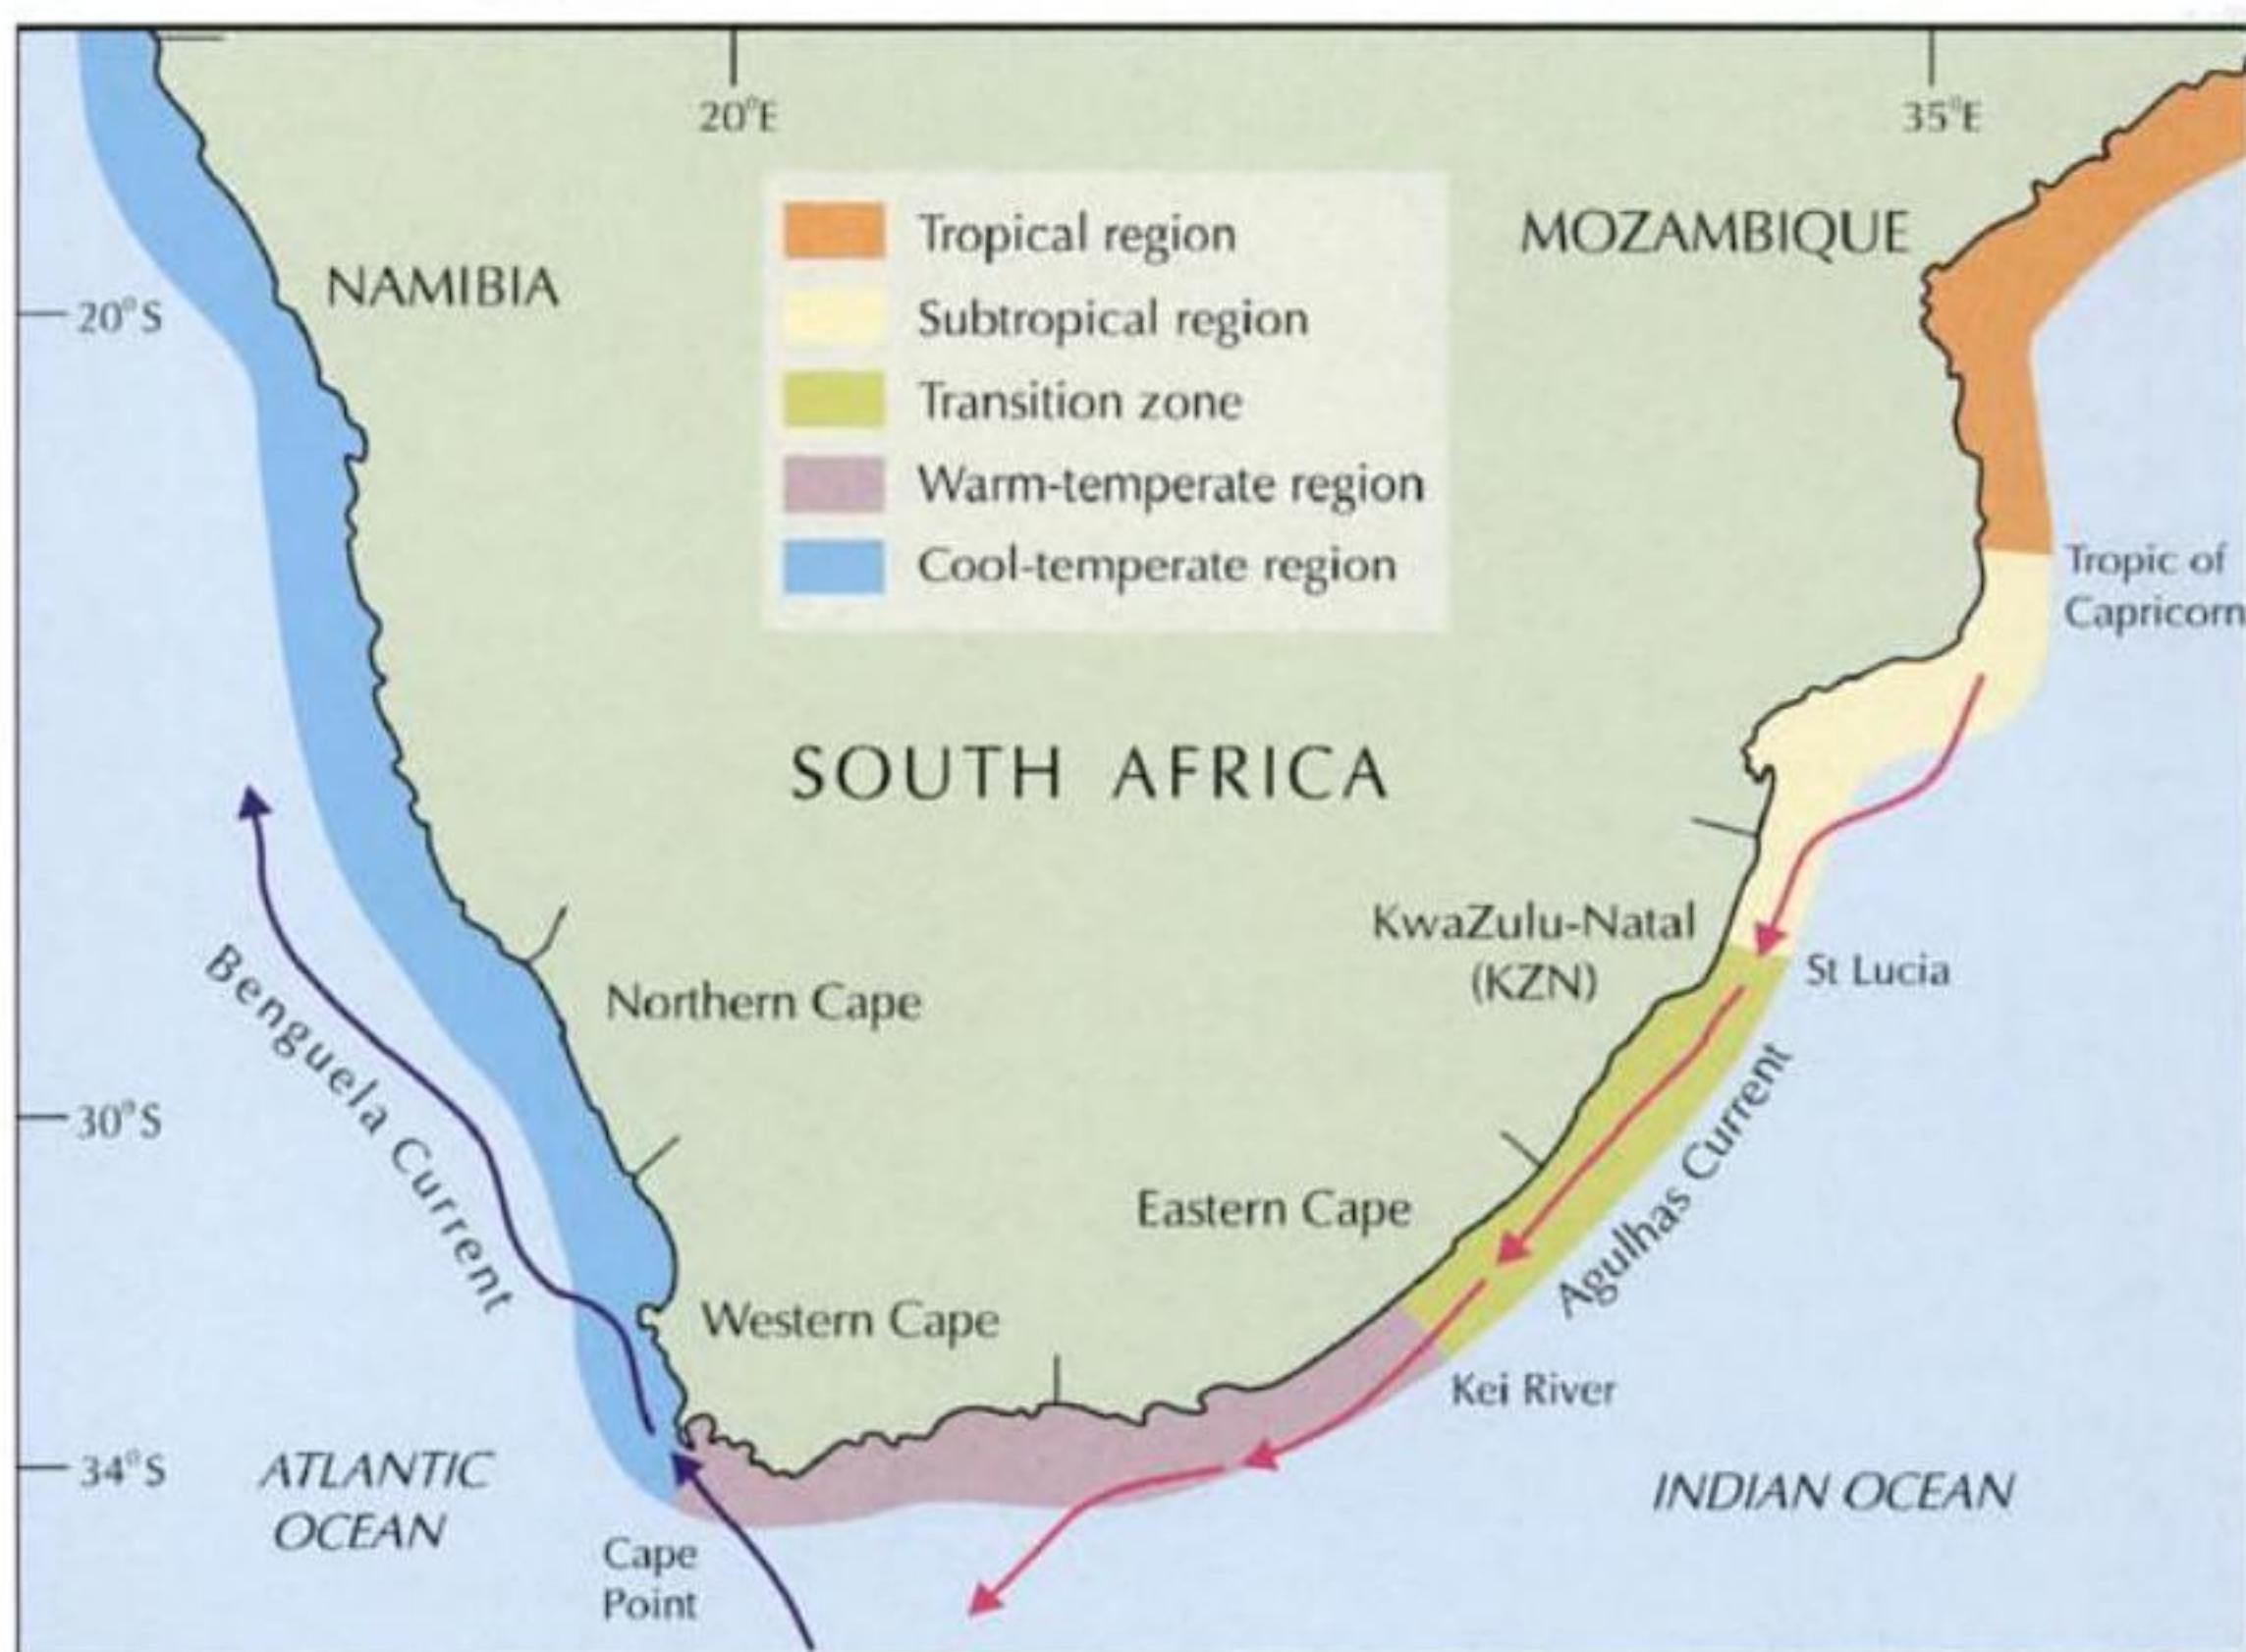 20°E
35°E
Tropical region
Subtropical region
Transition zone
Warm-temperate region
Cool-temperate region
MOZAMBIQUE
NAMIBIA
20°S
Tropic of
Capricorn
SOUTH AFRICA
KwaZulu-Natal
(KZN)
St Lucia
Northern Cape
Benguela Current
30°S
Agulhas Current
Eastern Cape
Western Cape
Kei River
34°S
ATLANTIC
OCEAN
INDIAN OCEAN
Cape
Point